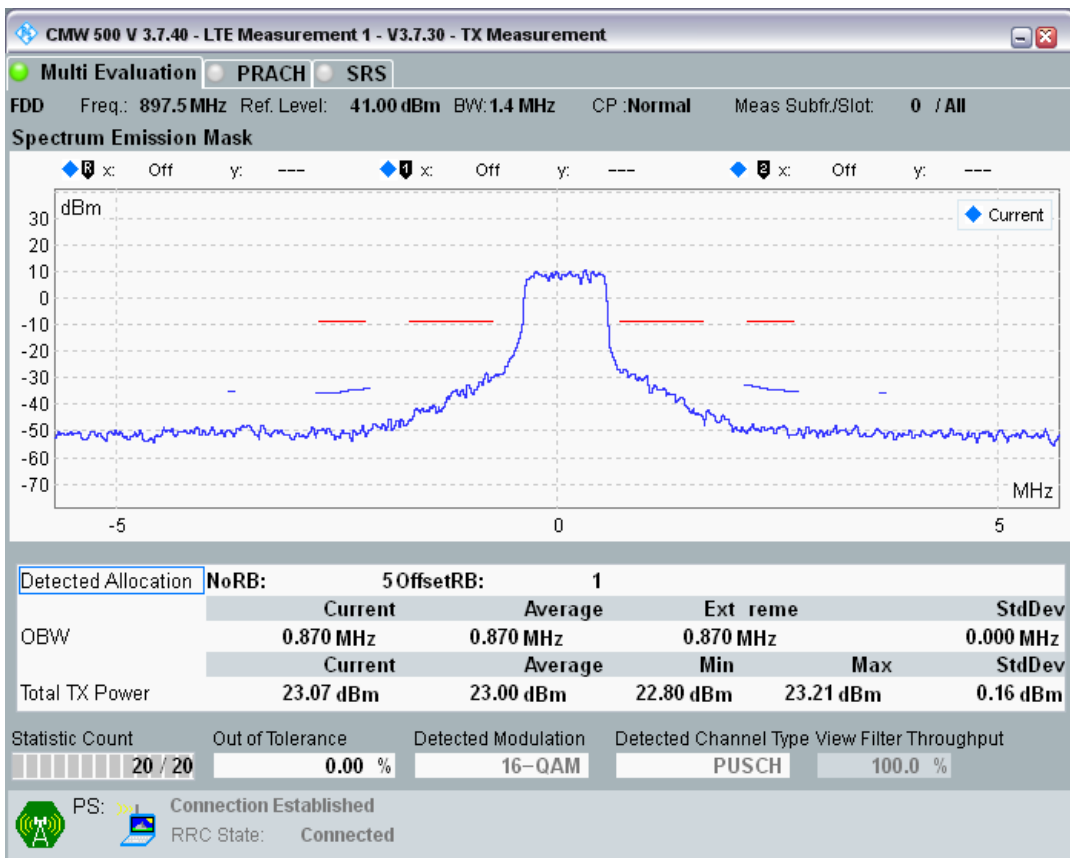 CMW 500 V 3.7.40 - LTE Measurement 1 - V3.7.30 - TX Measurement
Multi Evaluation PRACH SRS
FDD Freq.: 897.5 MHz Ref. Level: 41.00 dBm BW: 1.4 MHz CP :Normal Meas Subfr./Slot: 0 / All
Spectrum Emission Mask
R x: Off y: --- 1 x: Off y: --- 2 x: Off y: ---
dBm
Current
30
20
10
0
-10
-20
-30
-40
-50
-60
-70
MHz
-5 0 5
Detected Allocation NoRB: 5 OffsetRB: 1
Current Average Ext reme StdDev
OBW 0.870 MHz 0.870 MHz 0.870 MHz 0.000 MHz
Current Average Min Max StdDev
Total TX Power 23.07 dBm 23.00 dBm 22.80 dBm 23.21 dBm 0.16 dBm
Statistic Count Out of Tolerance Detected Modulation Detected Channel Type View Filter Throughput
20 / 20 0.00 % 16-QAM PUSCH 100.0 %
PS: Connection Established
RRC State: Connected